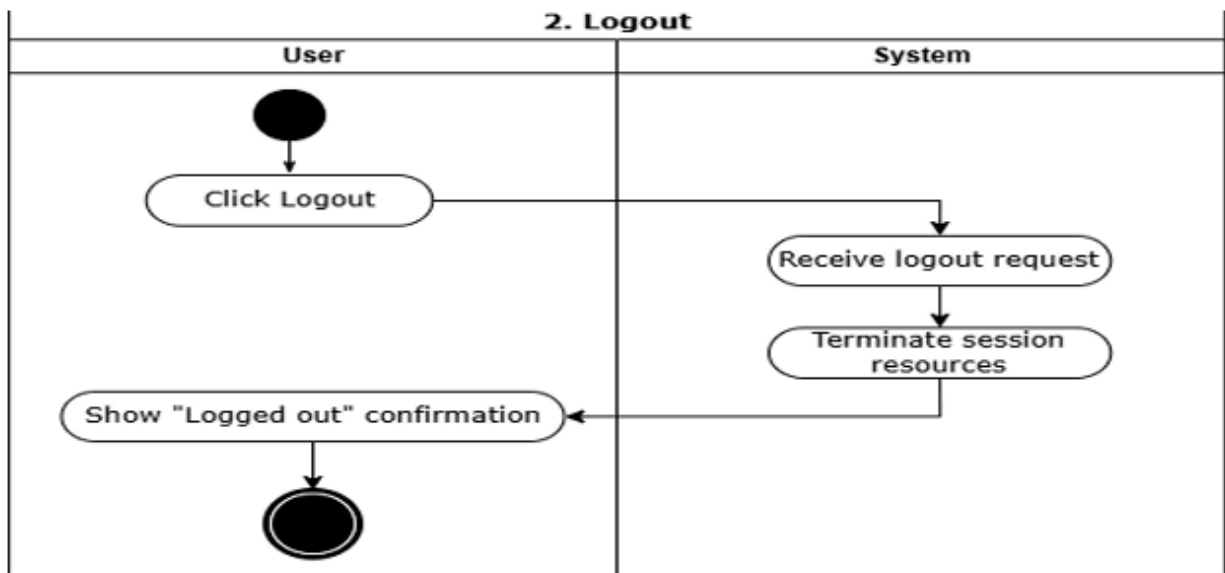 2. Logout
User
System
Click Logout
Receive logout request
Terminate session
resources
Show "Logged out" confirmation